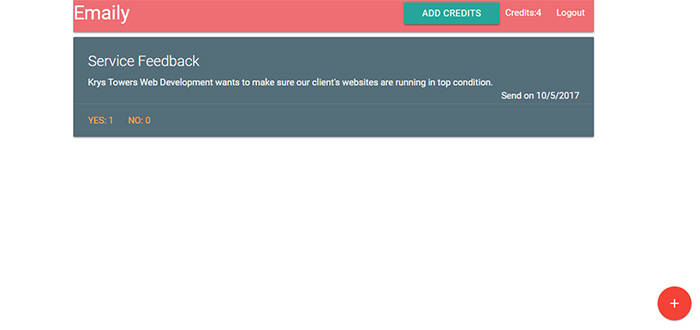 Emaily
ADD CREDITS Credits:4 Logout
Service Feedback
Krys Towers Web Development wants to make sure our client's websites are running in top condition.
Send on 10/5/2017
YES: 1 NO: 0
+